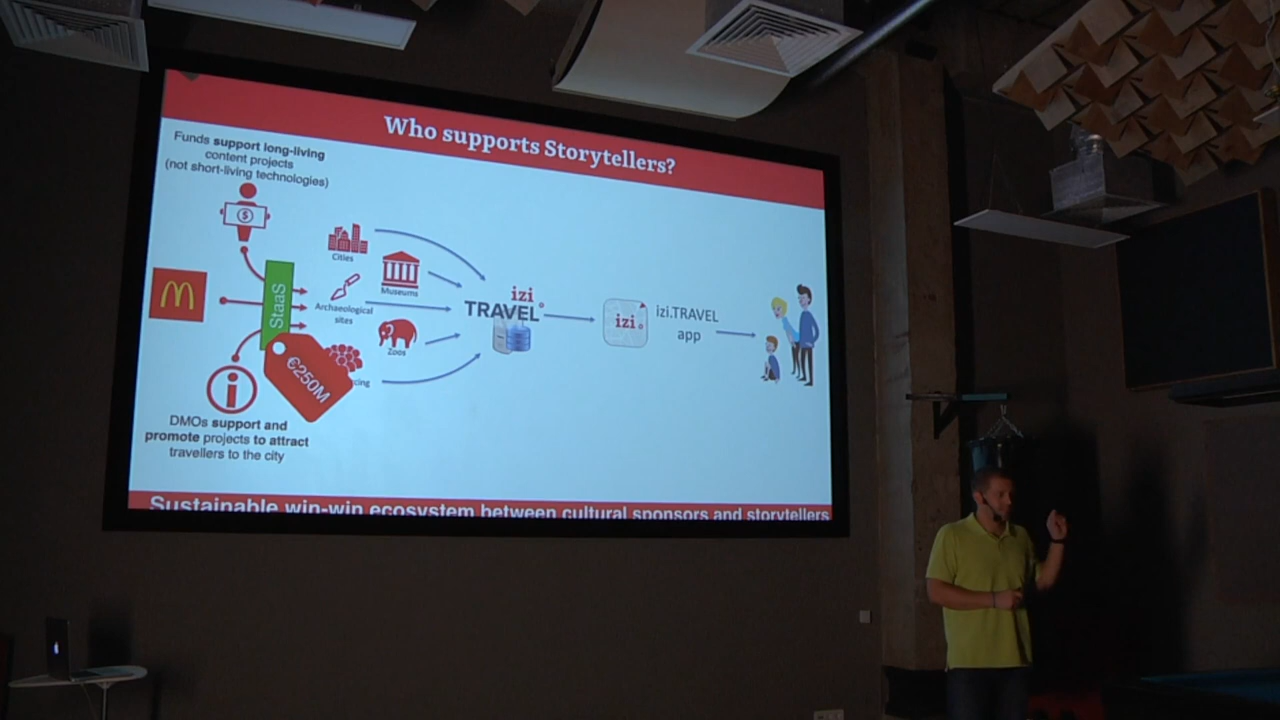 Who supports Storytellers?
Funds support long-living
content projects
(not short-living technologies)
$
Cities
Museums
StaaS
Archaeological
sites
Zoos
€250M
izi
TRAVEL
izi
izi.TRAVEL
app
DMOs support and
promote projects to attract
travellers to the city
Sustainable win-win ecosystem between cultural sponsors and storytellers